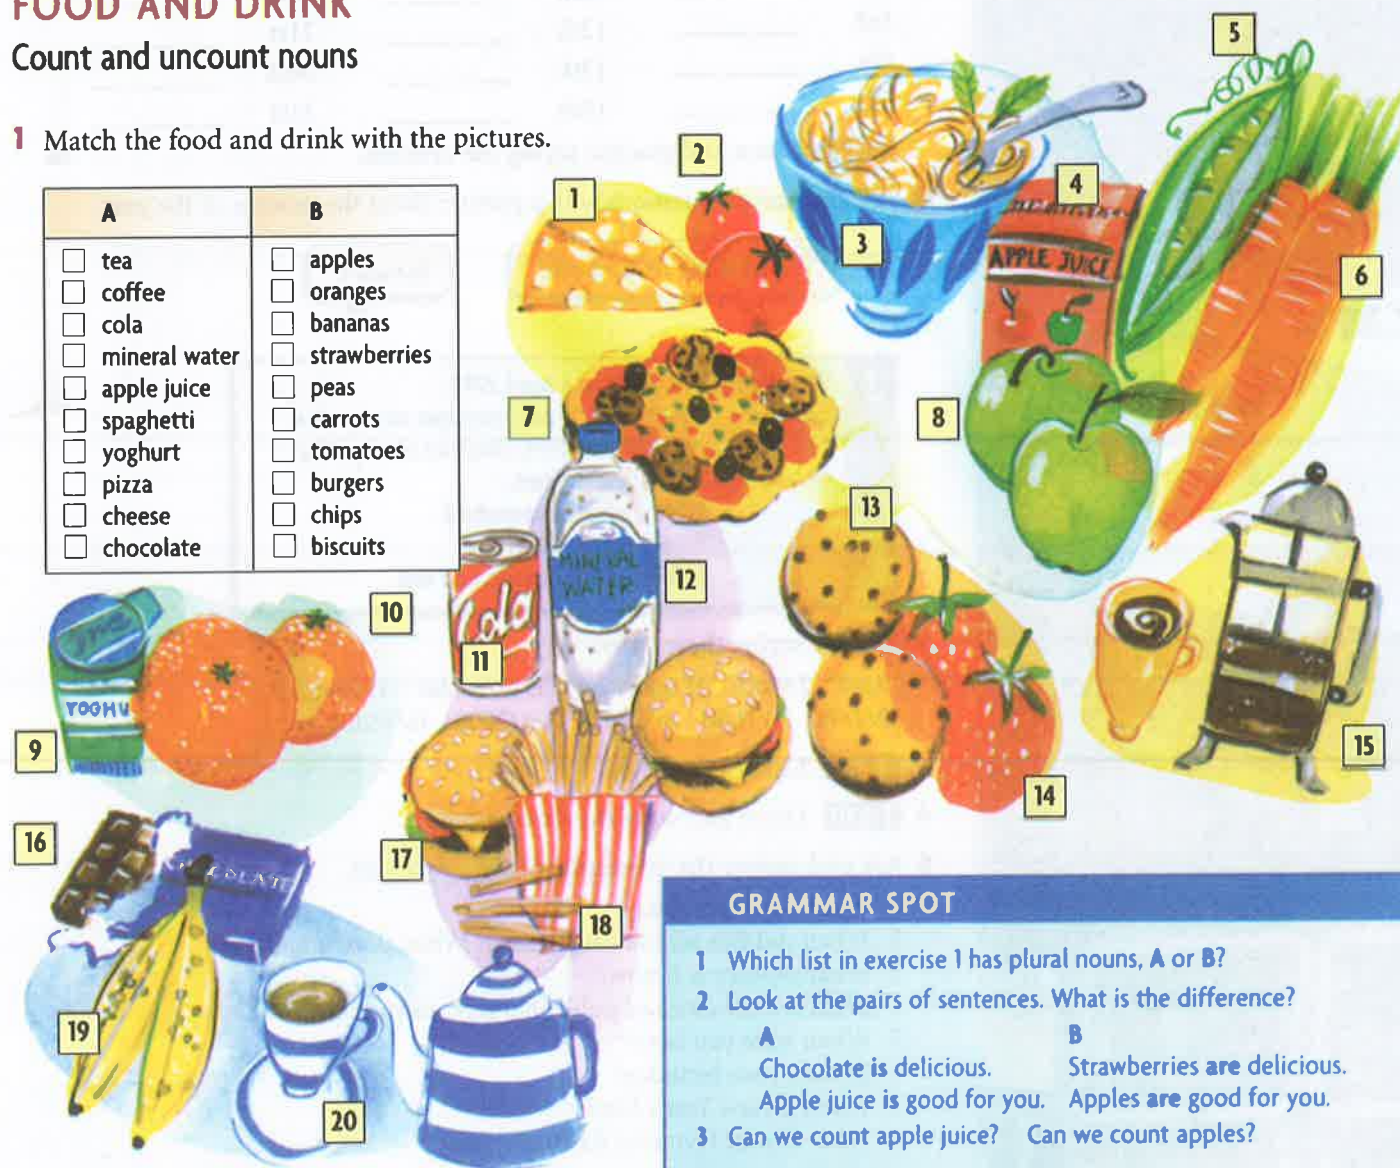 FOOD AND DRINK
Count and uncount nouns
1 Match the food and drink with the pictures.
A B
tea apples
coffee oranges
cola bananas
mineral water strawberries
apple juice peas
spaghetti carrots
yoghurt tomatoes
pizza burgers
cheese chips
chocolate biscuits
1
2
3
4
5
6
APPLE JUICE
7
8
MINERAL
WATER
Cola
9
10
11
12
13
14
15
YOGHU
16
17
18
19
20
GRAMMAR SPOT
1 Which list in exercise 1 has plural nouns, A or B?
2 Look at the pairs of sentences. What is the difference?
A B
Chocolate is delicious. Strawberries are delicious.
Apple juice is good for you. Apples are good for you.
3 Can we count apple juice? Can we count apples?